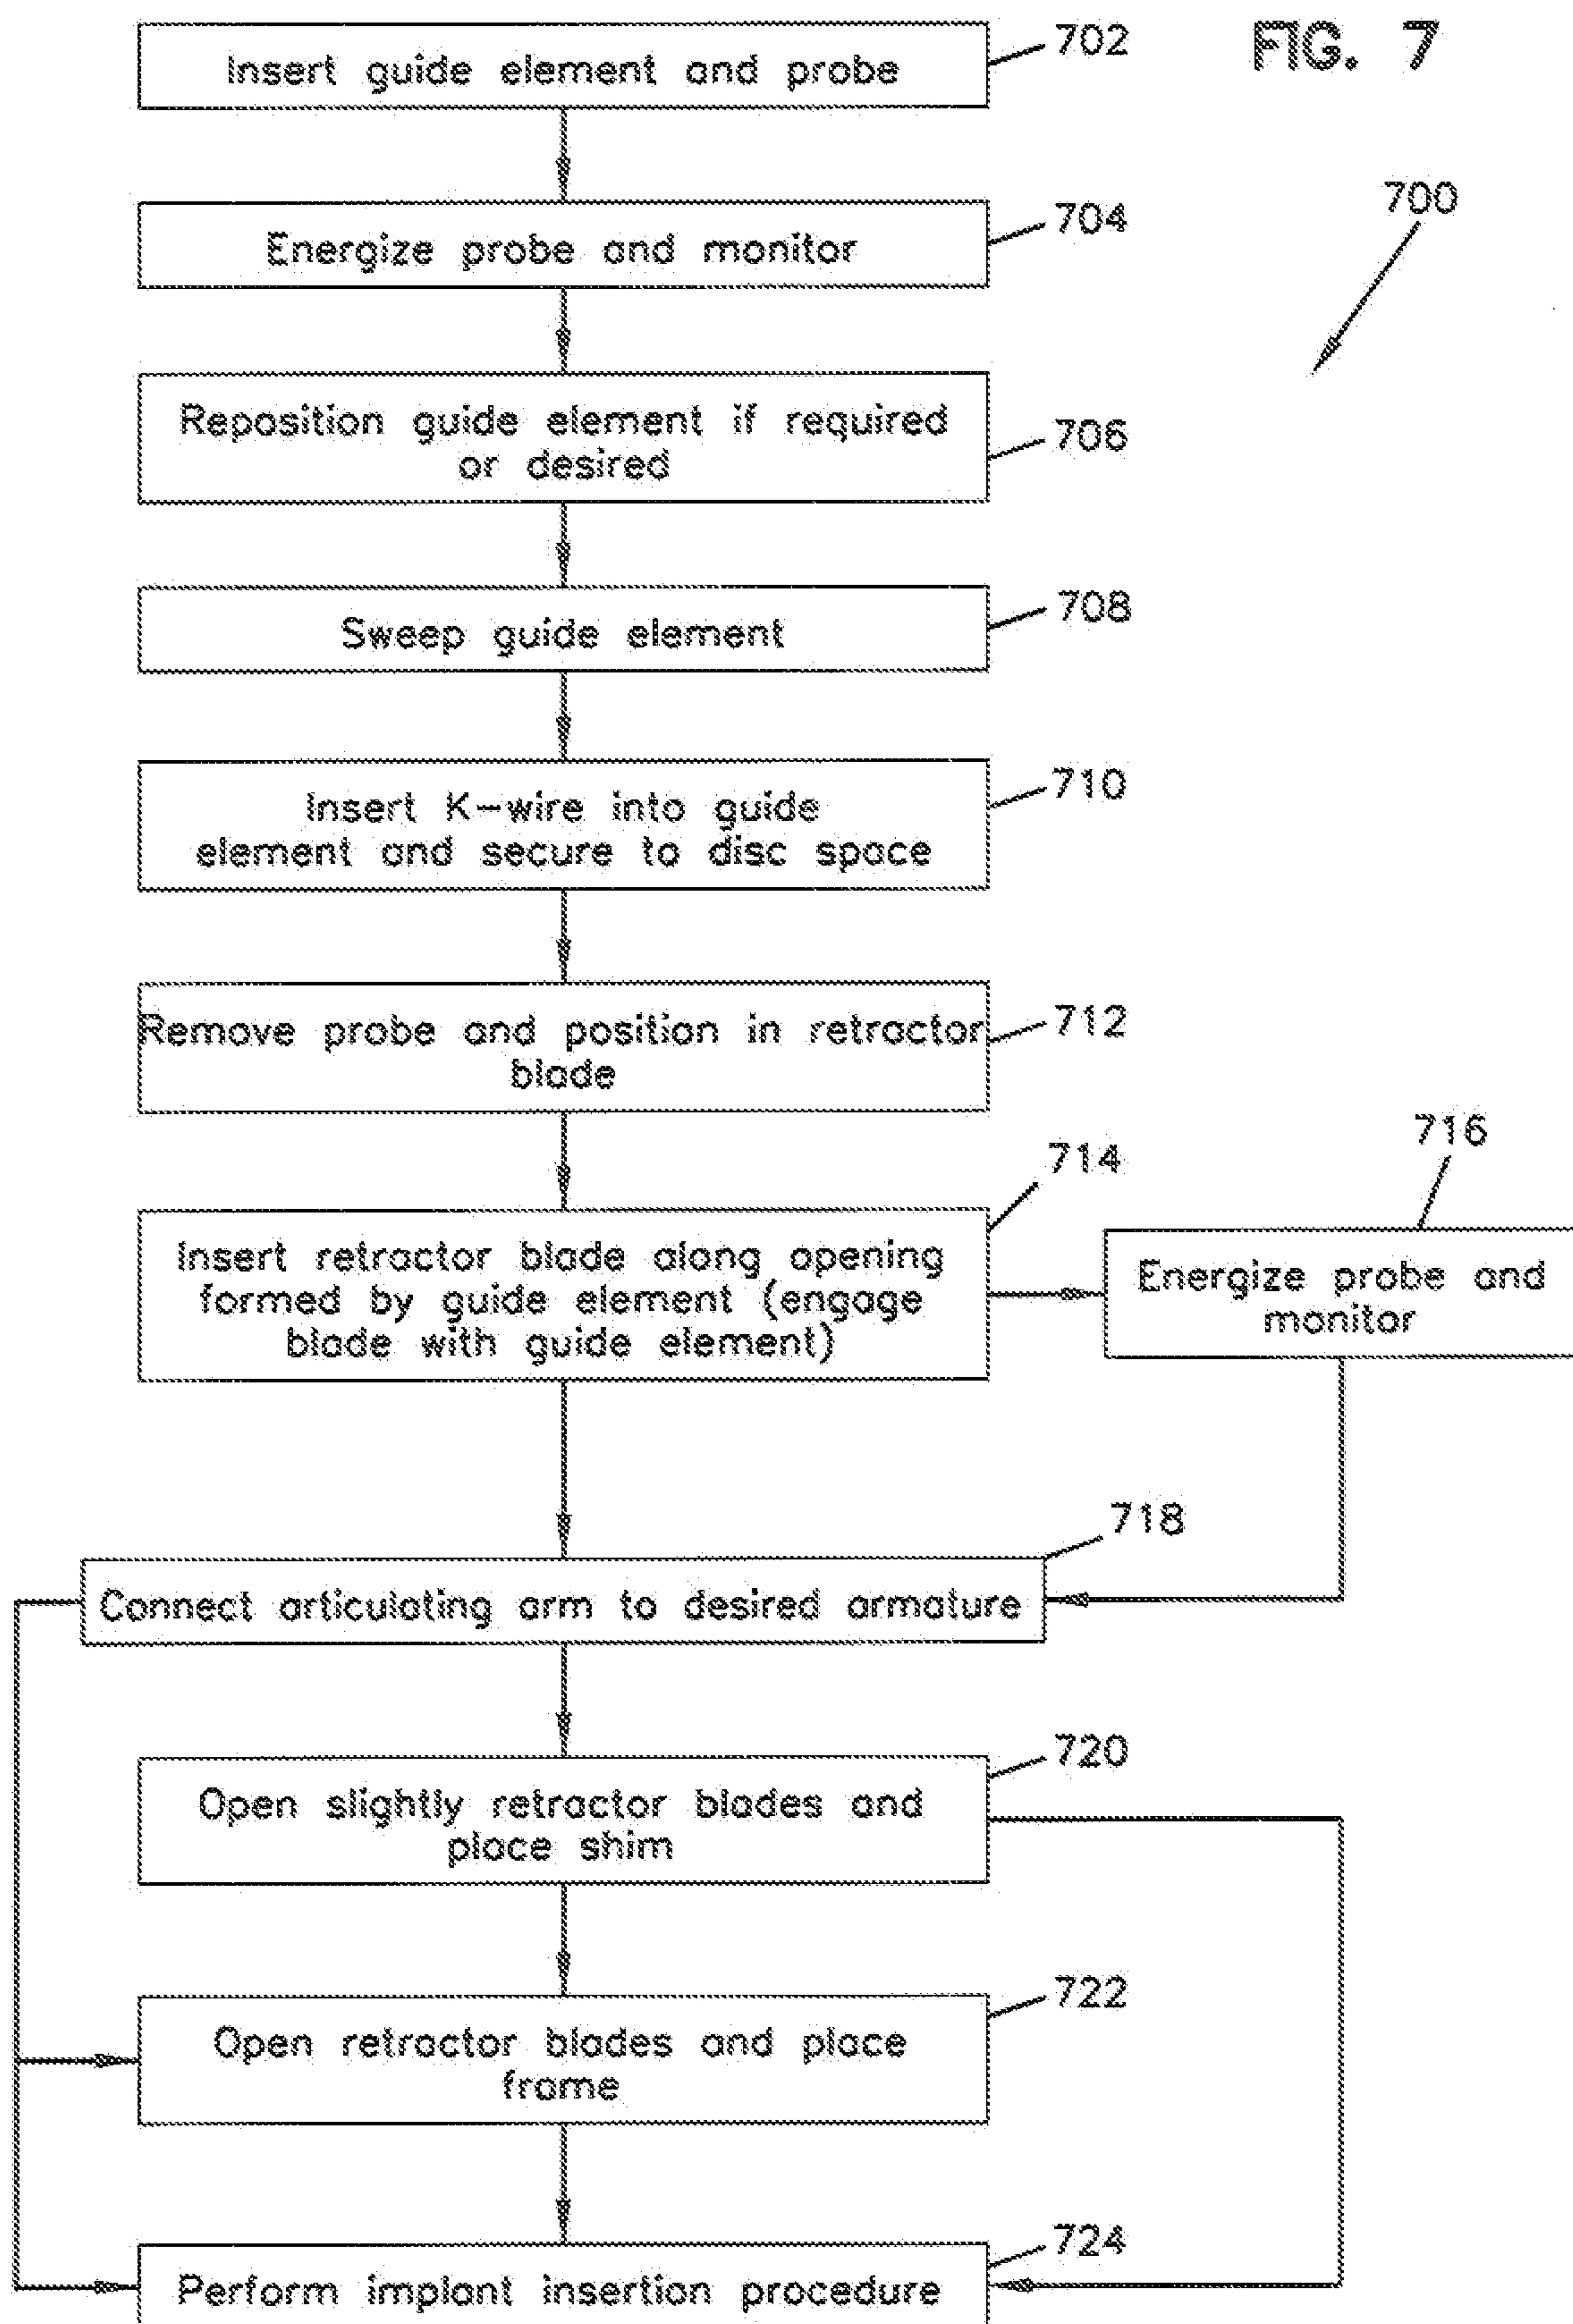 FIG. 7
700
Insert guide element and probe
702
Energize probe and monitor
704
Reposition guide element if required
or desired
706
Sweep guide element
708
Insert K-wire into guide
element and secure to disc space
710
Remove probe and position in retractor
blade
712
Insert retractor blade along opening
formed by guide element (engage
blade with guide element)
714
Energize probe and
monitor
716
Connect articulating arm to desired armature
718
Open slightly retractor blades and
place shim
720
Open retractor blades and place
frame
722
Perform implant insertion procedure
724